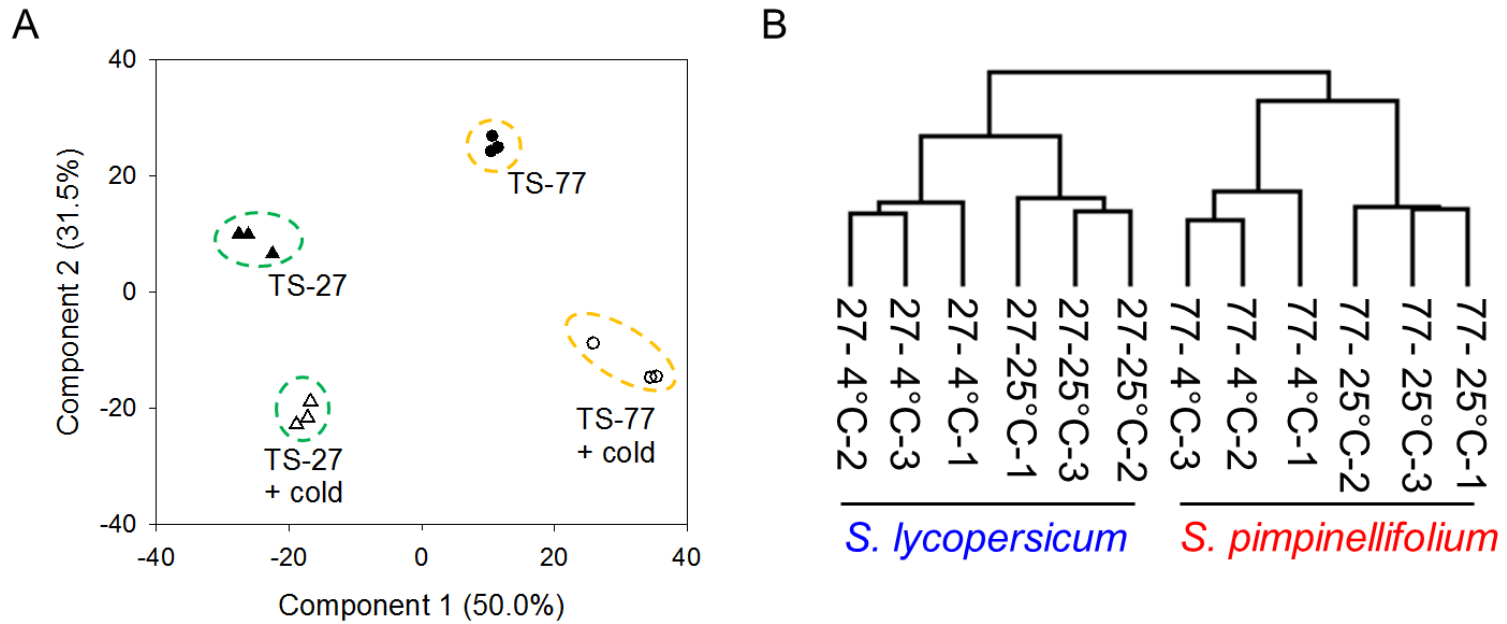 A
B
40
20
0
-20
-40
-40
-20
0
20
40
Component 2 (31.5%)
Component 1 (50.0%)
TS-77
TS-27
TS-77
+ cold
TS-27
+ cold
27- 4°C-2
27- 4°C-3
27- 4°C-1
27-25°C-1
27-25°C-3
27-25°C-2
77- 4°C-3
77- 4°C-2
77- 4°C-1
77- 25°C-2
77- 25°C-3
77- 25°C-1
S. lycopersicum
S. pimpinellifolium